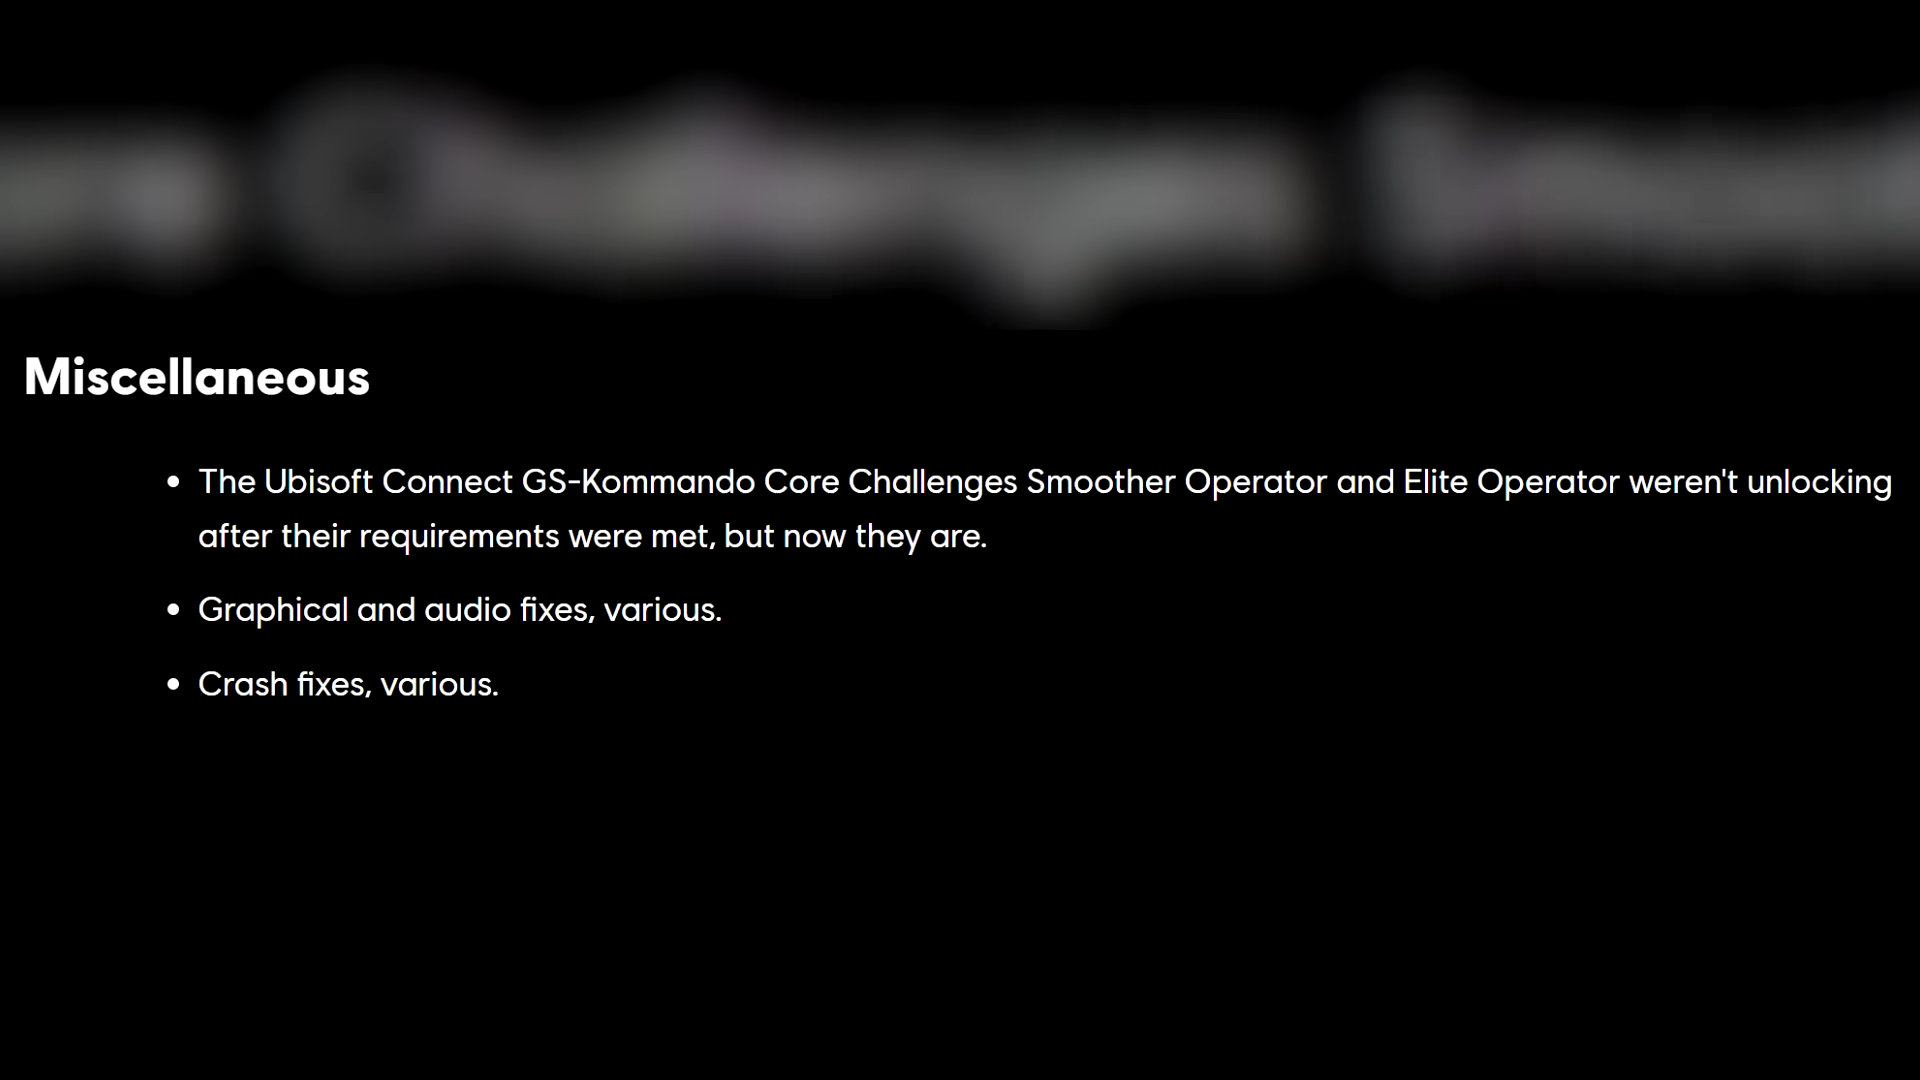 Miscellaneous
The Ubisoft Connect GS-Kommando Core Challenges Smoother Operator and Elite Operator weren't unlocking
after their requirements were met, but now they are.
Graphical and audio fixes, various.
Crash fixes, various.